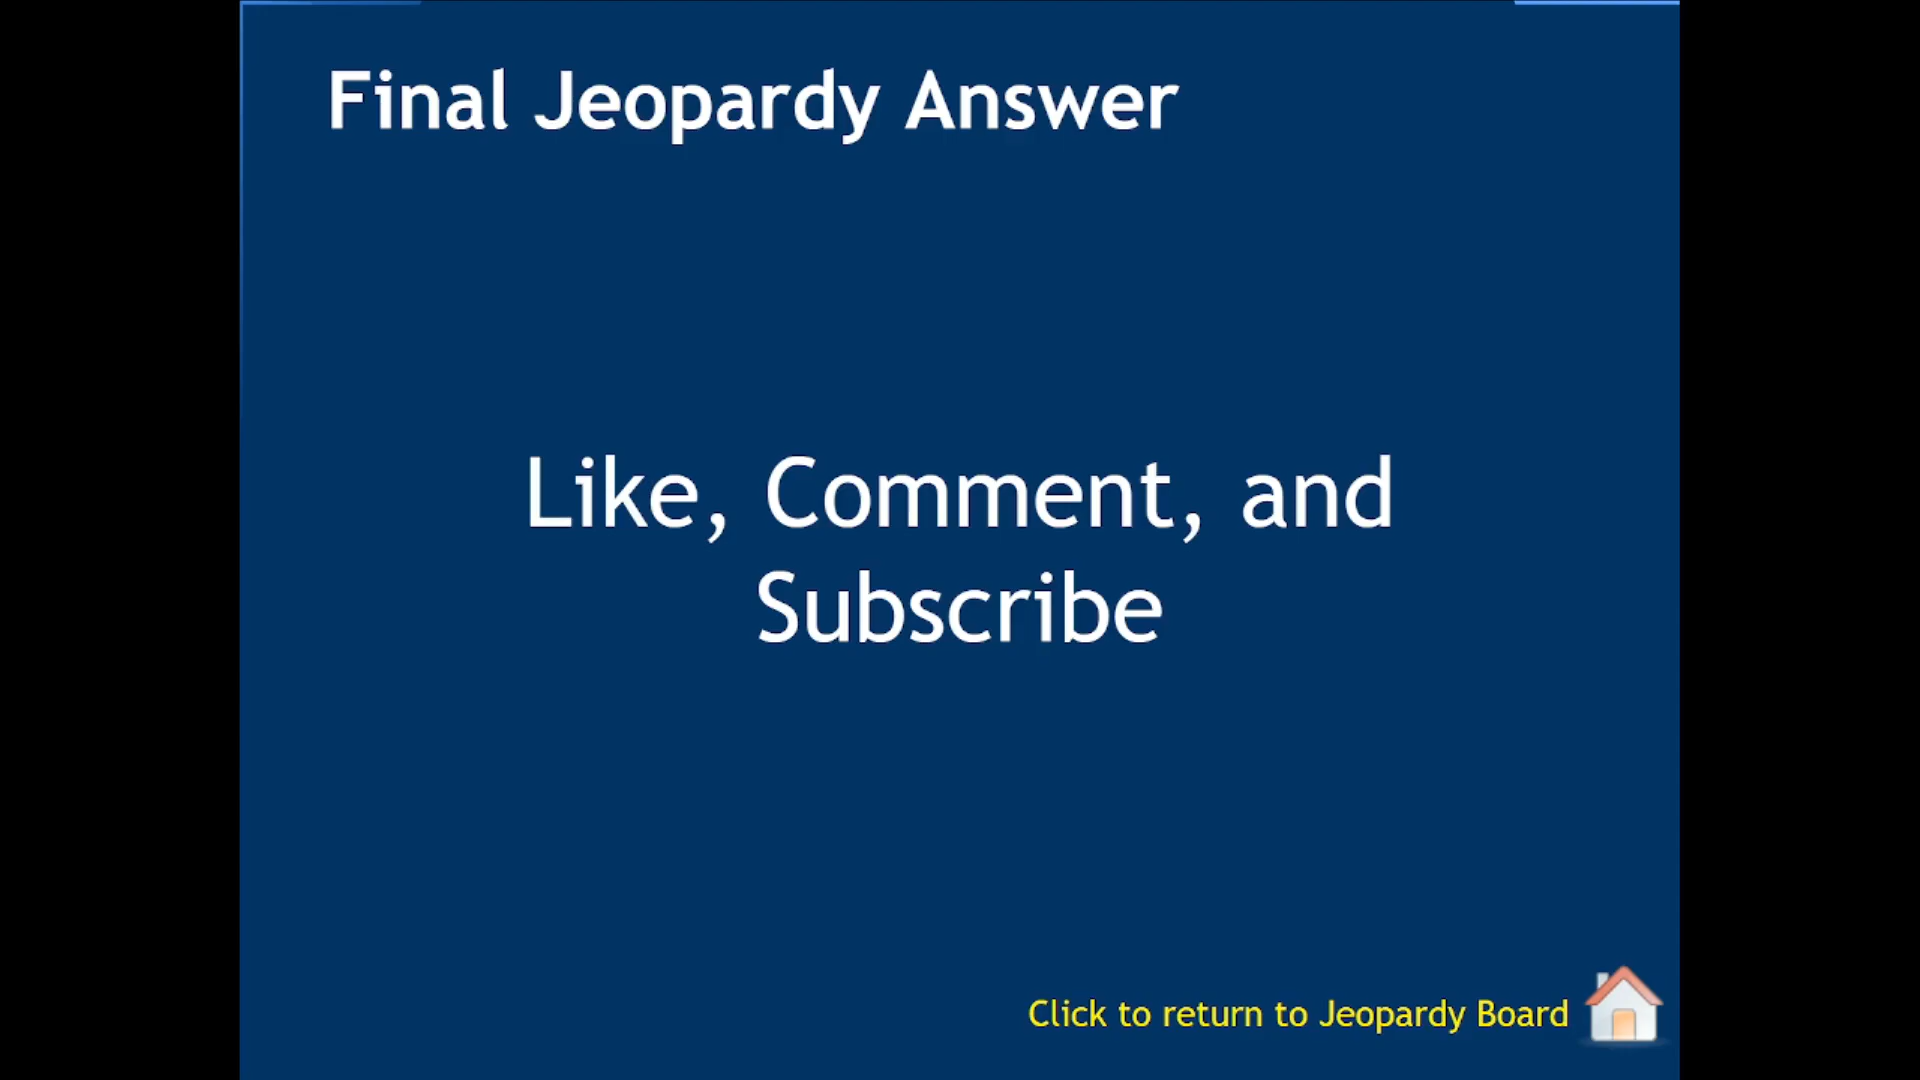 Final Jeopardy Answer
Like, Comment, and
Subscribe
Click to return to Jeopardy Board